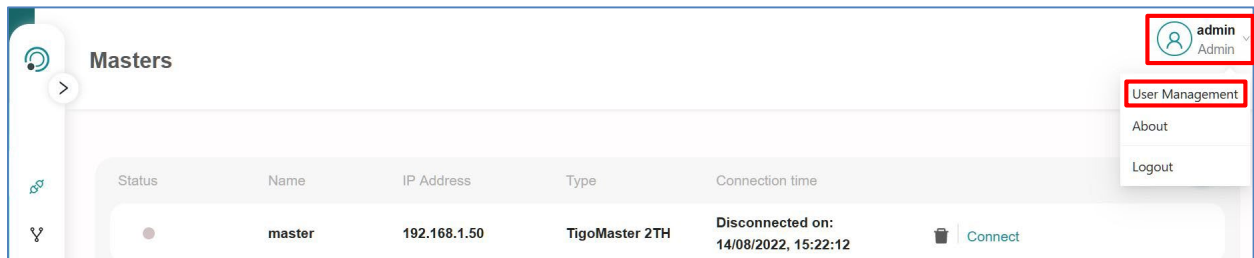 admin
Admin
Masters
User Management
About
Logout
Status Name IP Address Type Connection time
master 192.168.1.50 TigoMaster 2TH Disconnected on:
14/08/2022, 15:22:12 Connect